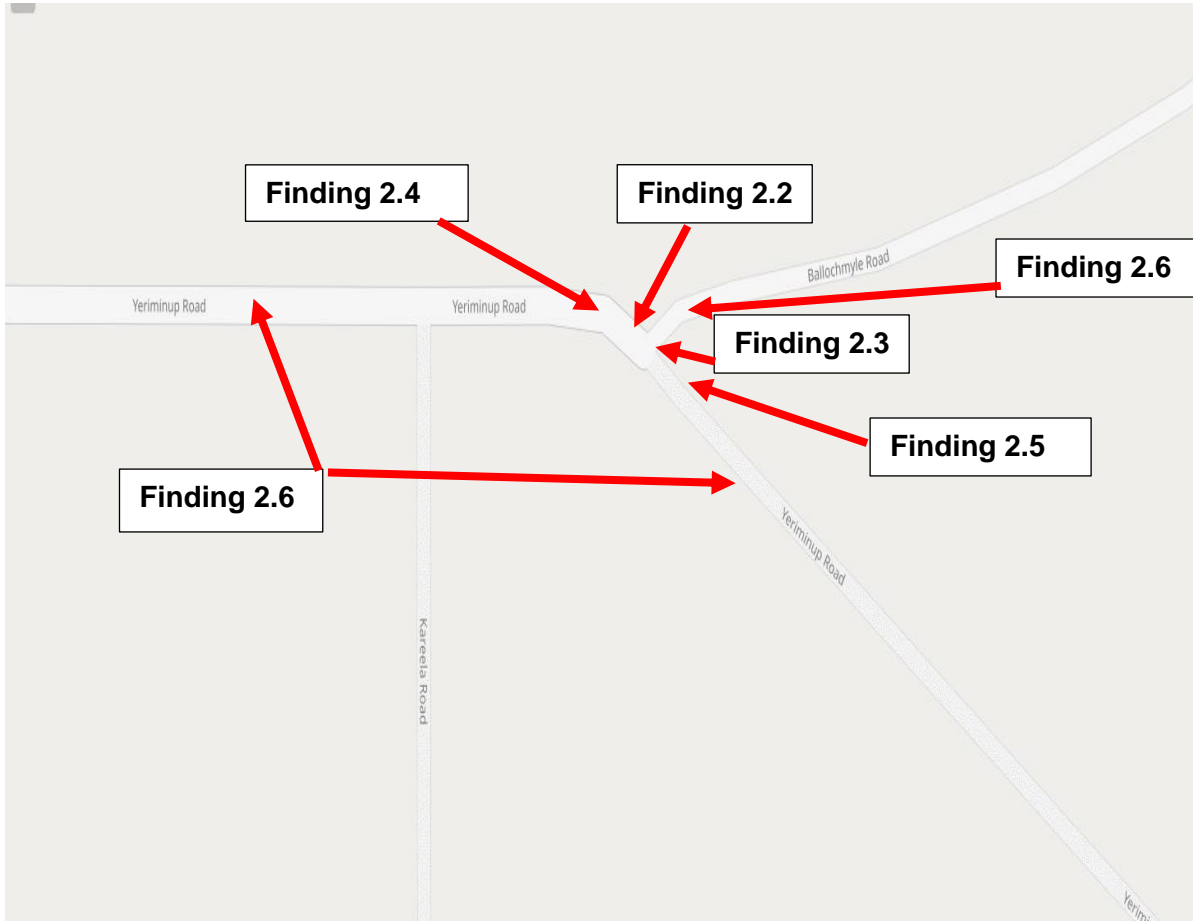 Finding 2.4
Finding 2.2
Ballochmyle Road
Finding 2.6
Yeriminup Road
Yeriminup Road
Finding 2.3
Finding 2.5
Finding 2.6
Yeriminup Road
Kareela Road